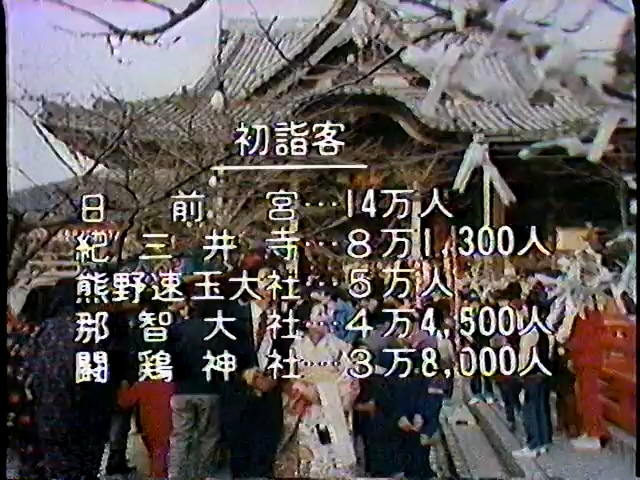 初詣客
日前宮…14万人
紀三井寺…8万1,300人
熊野速玉大社…5万人
那智大社…4万4,500人
闘鶏神社…3万8,000人